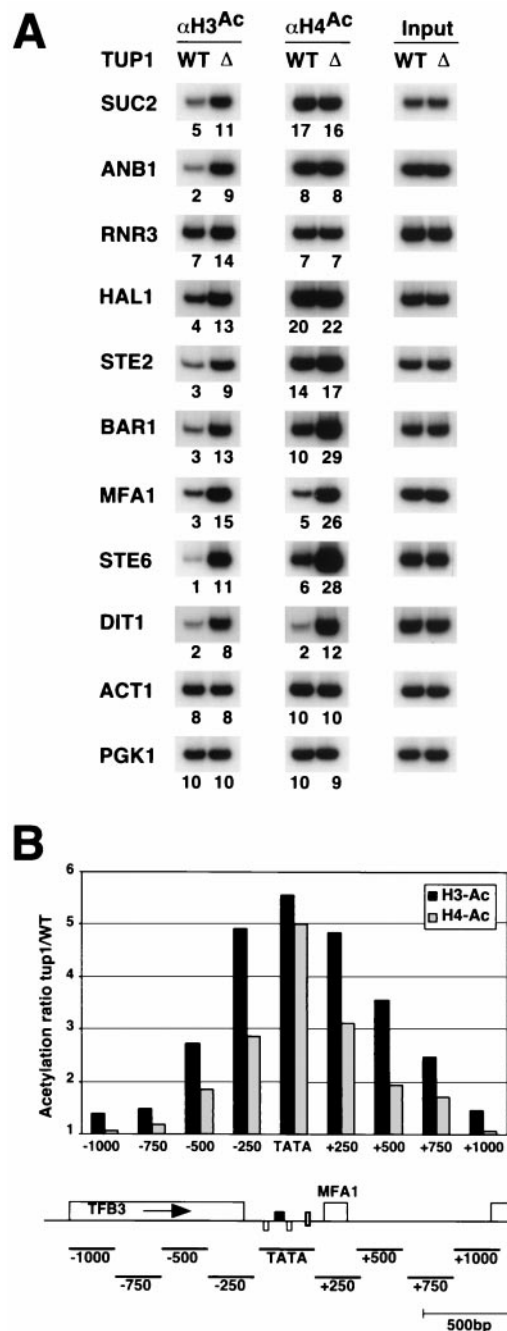 A
αH3Ac αH4Ac Input
TUP1 WT Δ WT Δ WT Δ
SUC2
5 11 17 16
ANB1
2 9 8 8
RNR3
7 14 7 7
HAL1
4 13 20 22
STE2
3 9 14 17
BAR1
3 13 10 29
MFA1
3 15 5 26
STE6
1 11 6 28
DIT1
2 8 2 12
ACT1
8 8 10 10
PGK1
10 10 10 9
B
Acetylation ratio tup1/WT
6
5
4
3
2
1
H3-Ac
H4-Ac
-1000 -750 -500 -250 TATA +250 +500 +750 +1000
MFA1
TFB3
-1000 -500 TATA +500 +1000
-750 -250 +250 +750
500bp